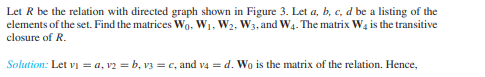 Let R be the relation with directed graph shown in Figure 3. Let a, b, c, d be a listing of the
elements of the set. Find the matrices W₀, W₁, W₂, W₃, and W₄. The matrix W₄ is the transitive
closure of R.
Solution: Let v₁ = a, v₂ = b, v₃ = c, and v₄ = d. W₀ is the matrix of the relation. Hence,